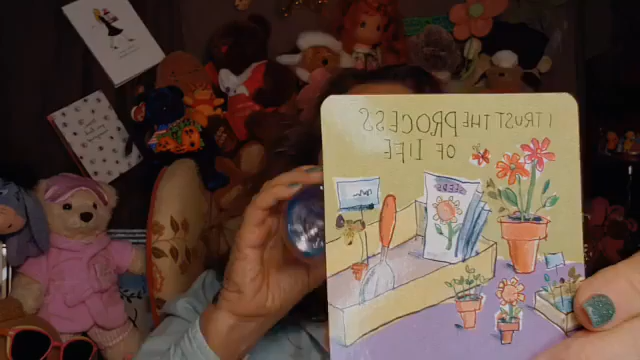 I TRUST THE PROCESS
OF LIFE
SEEDS